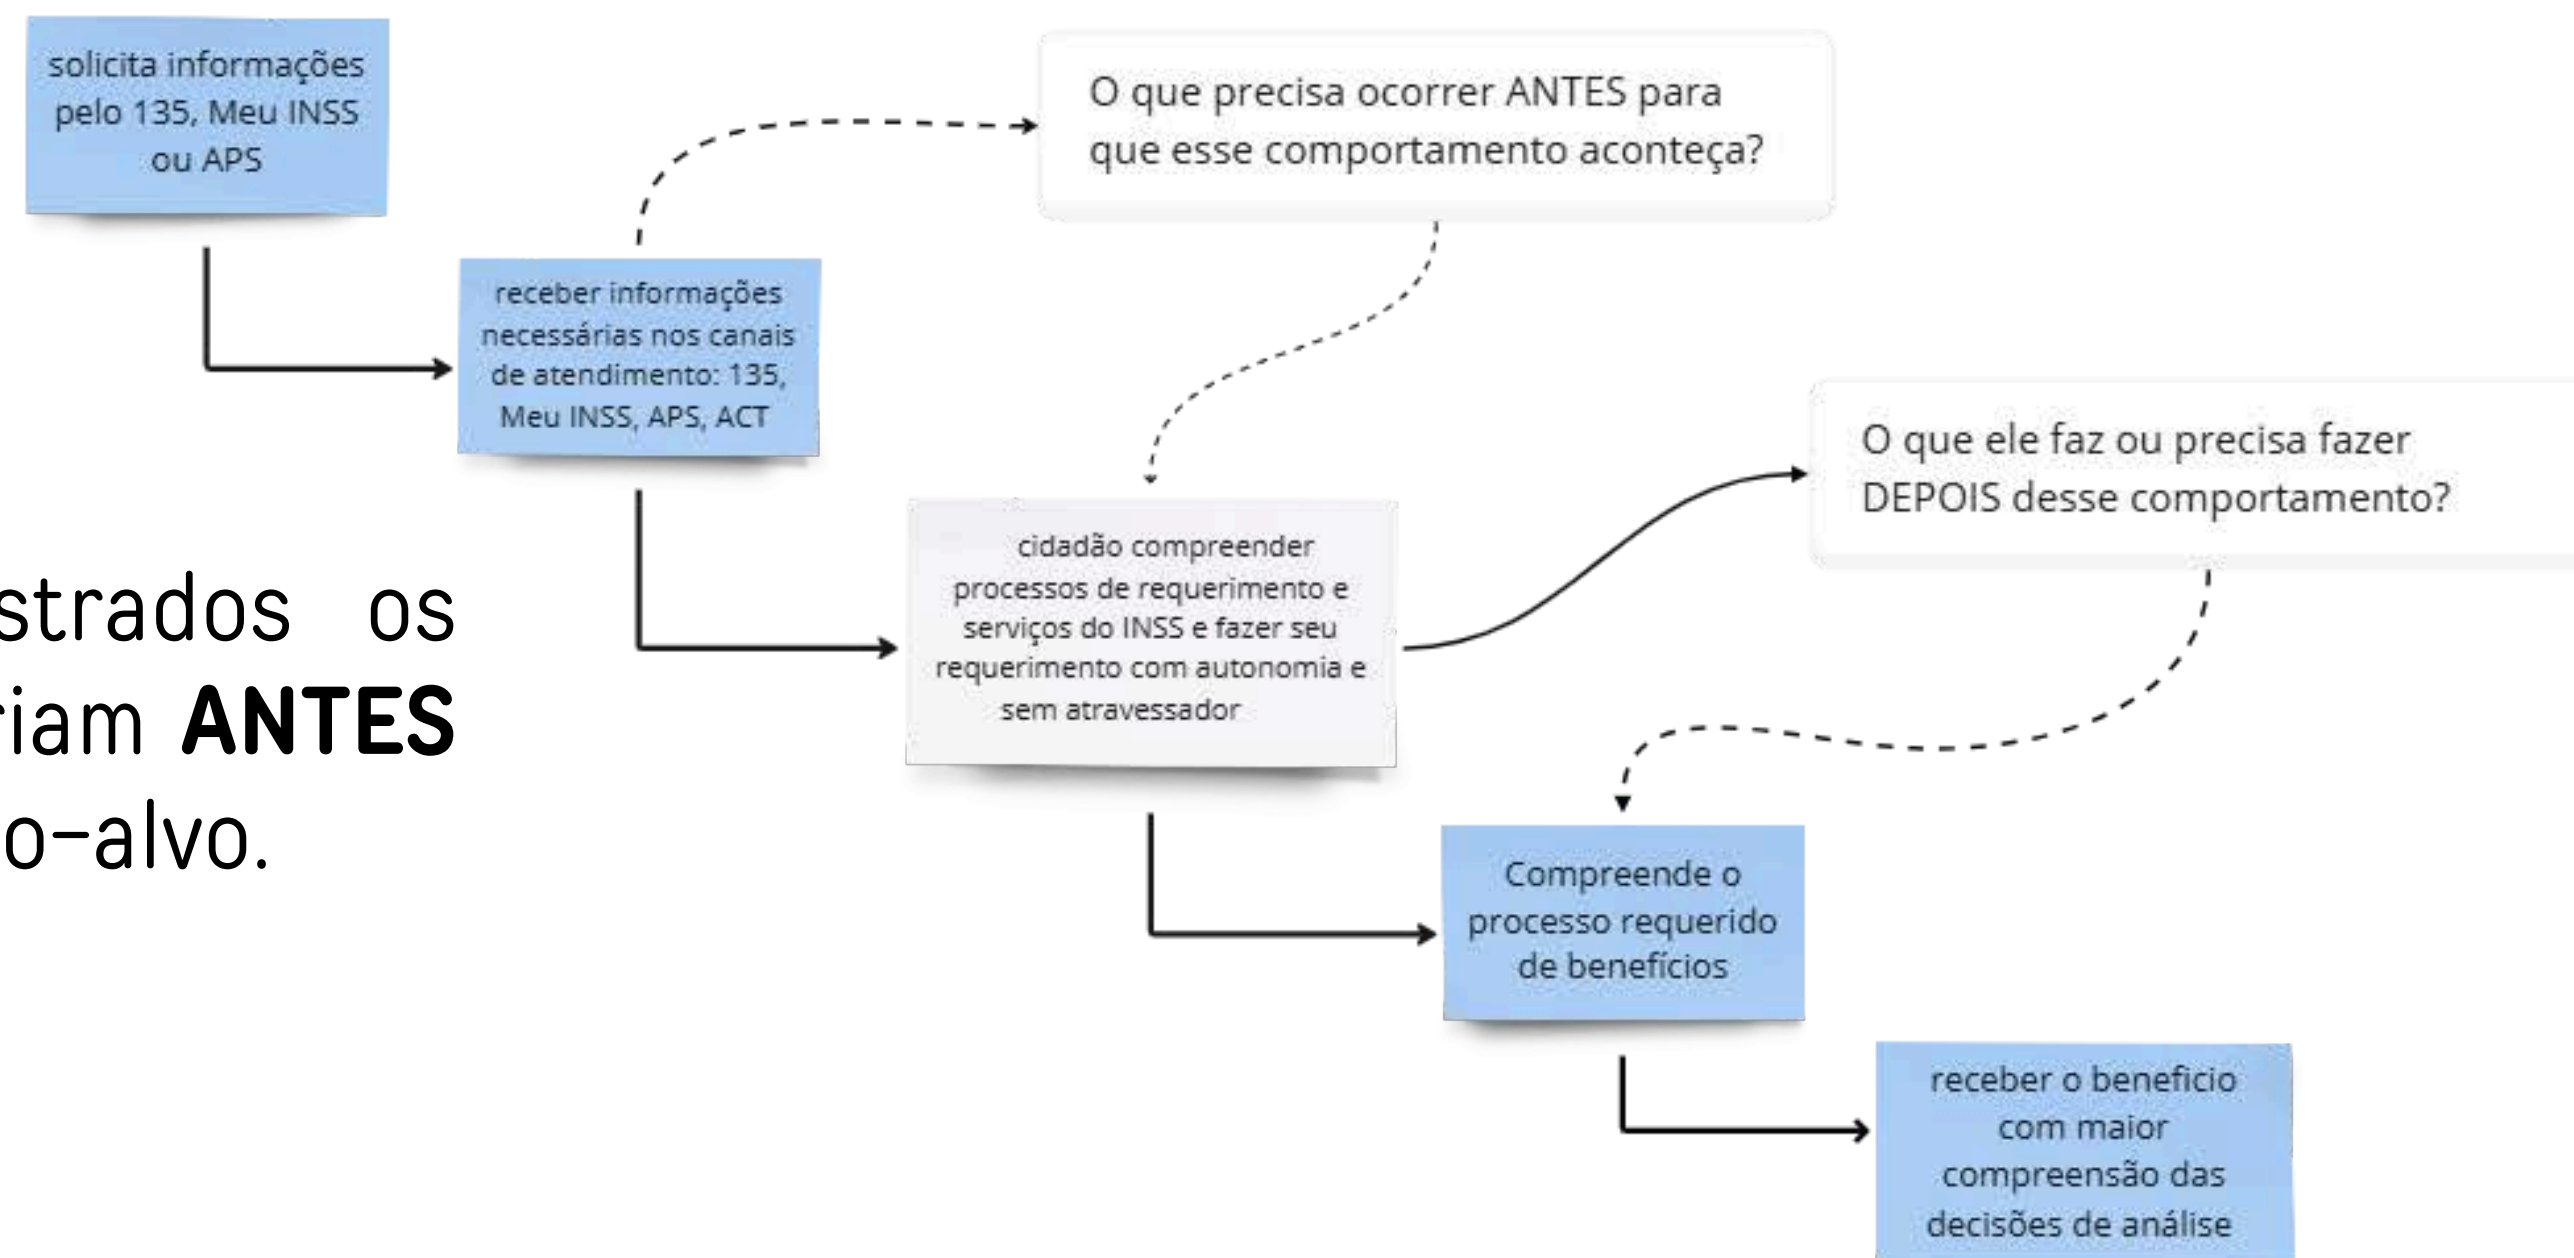 solicita informações
pelo 135, Meu INSS
ou APS
O que precisa ocorrer ANTES para
que esse comportamento aconteça?
receber informações
necessárias nos canais
de atendimento: 135,
Meu INSS, APS, ACT
O que ele faz ou precisa fazer
DEPOIS desse comportamento?
cidadão compreender
processos de requerimento e
serviços do INSS e fazer seu
requerimento com autonomia e
sem atravessador
strados os
riam ANTES
o-alvo.
Compreende o
processo requerido
de benefícios
receber o beneficio
com maior
compreensão das
decisões de análise